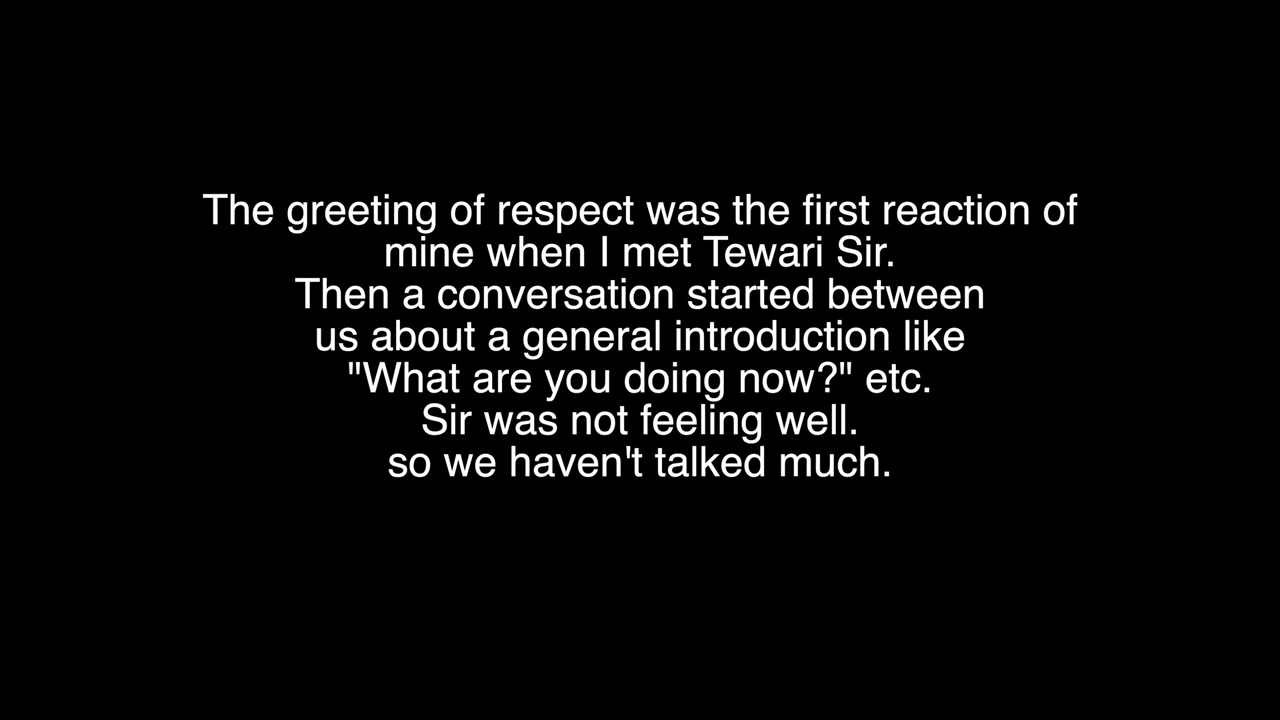 The greeting of respect was the first reaction of
mine when I met Tewari Sir.
Then a conversation started between
us about a general introduction like
"What are you doing now?" etc.
Sir was not feeling well.
so we haven't talked much.